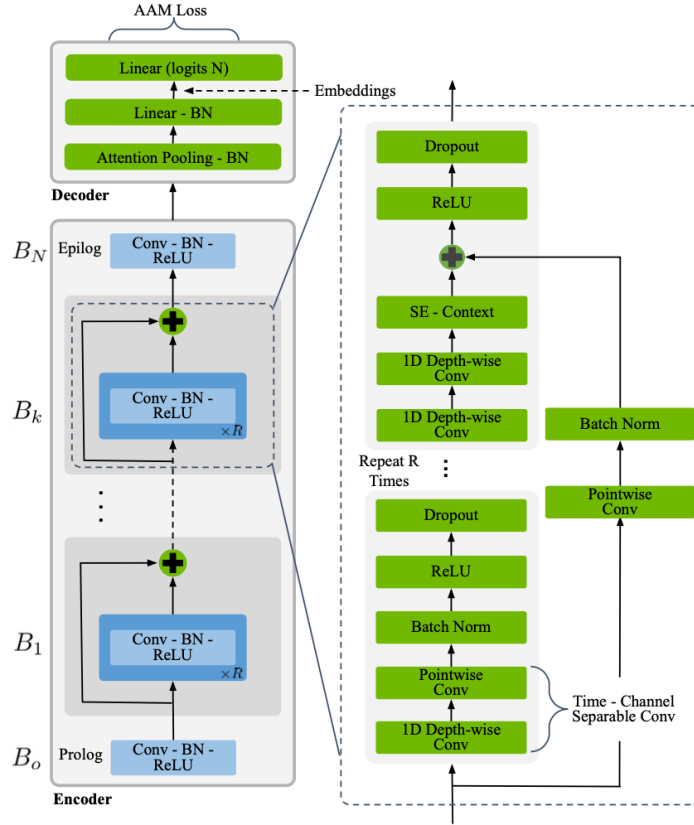 AAM Loss
Linear (logits N)
Embeddings
Linear - BN
Attention Pooling - BN
Decoder
B_N
Epilog
Conv - BN -
ReLU
B_k
Conv - BN -
ReLU
×R
B_1
Conv - BN -
ReLU
×R
B_o
Prolog
Conv - BN -
ReLU
Encoder
Dropout
ReLU
SE - Context
1D Depth-wise
Conv
1D Depth-wise
Conv
Batch Norm
Pointwise
Conv
Repeat R
Times
Dropout
ReLU
Batch Norm
Pointwise
Conv
1D Depth-wise
Conv
Time - Channel
Separable Conv